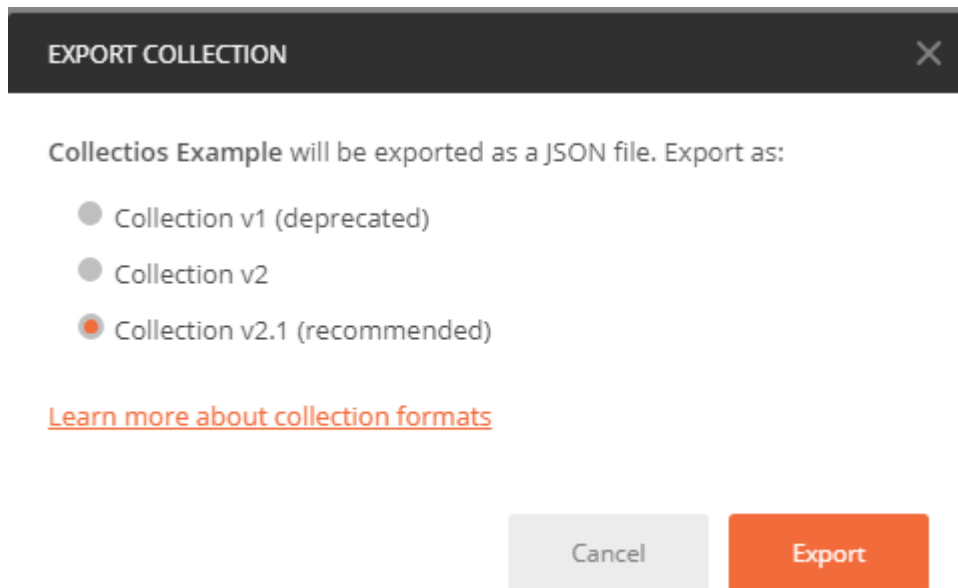 EXPORT COLLECTION
Collectios Example will be exported as a JSON file. Export as:
Collection v1 (deprecated)
Collection v2
Collection v2.1 (recommended)
Learn more about collection formats
Cancel Export